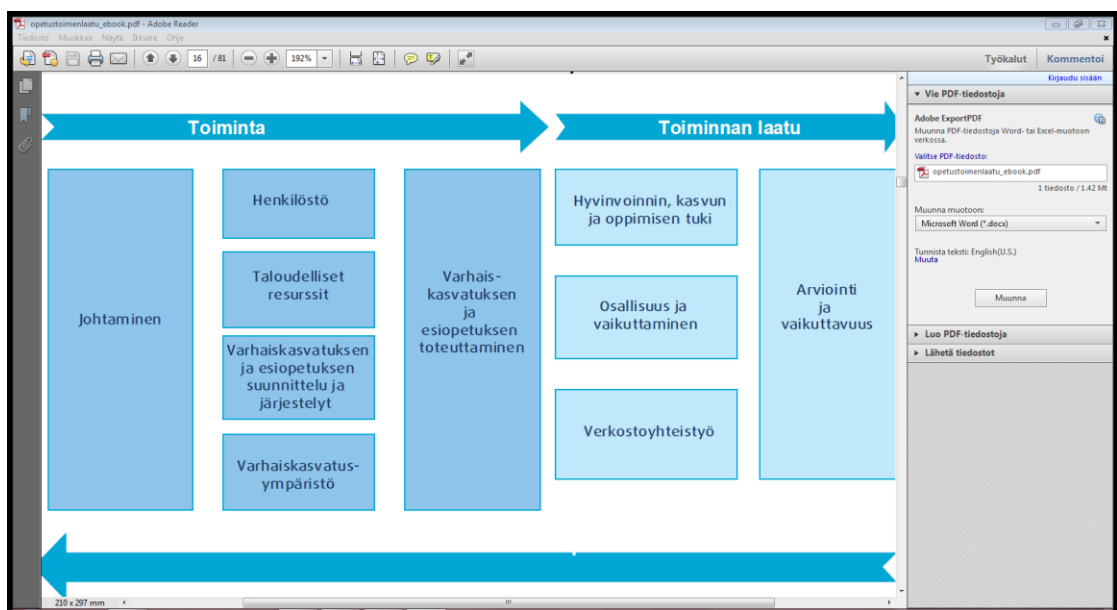 opetustoimenlaatu_ebook.pdf - Adobe Reader
Tiedosto Muokkaa Näytä Ikkuna Ohje
16 /81 192% Työkalut Kommentoi
Kirjaudu sisään
Toiminta
Toiminnan laatu
Johtaminen
Henkilöstö
Taloudelliset
resurssit
Varhaiskasvatuksen
ja esiopetuksen
suunnittelu ja
järjestelyt
Varhaiskasvatus-
ympäristö
Varhais-
kasvatuksen
ja
esiopetuksen
toteuttaminen
Hyvinvoinnin, kasvun
ja oppimisen tuki
Osallisuus ja
vaikuttaminen
Verkostoyhteistyö
Arviointi
ja
vaikuttavuus
Vie PDF-tiedostoja
Adobe ExportPDF
Muunna PDF-tiedostoja Word- tai Excel-muotoon
verkossa.
Valitse PDF-tiedosto:
opetustoimenlaatu_ebook.pdf
1 tiedosto / 1.42 Mt
Muunna muotoon:
Microsoft Word (*.docx)
Tunnista teksti: English(U.S.)
Muuta
Muunna
Luo PDF-tiedostoja
Lähetä tiedostot
210 x 297 mm